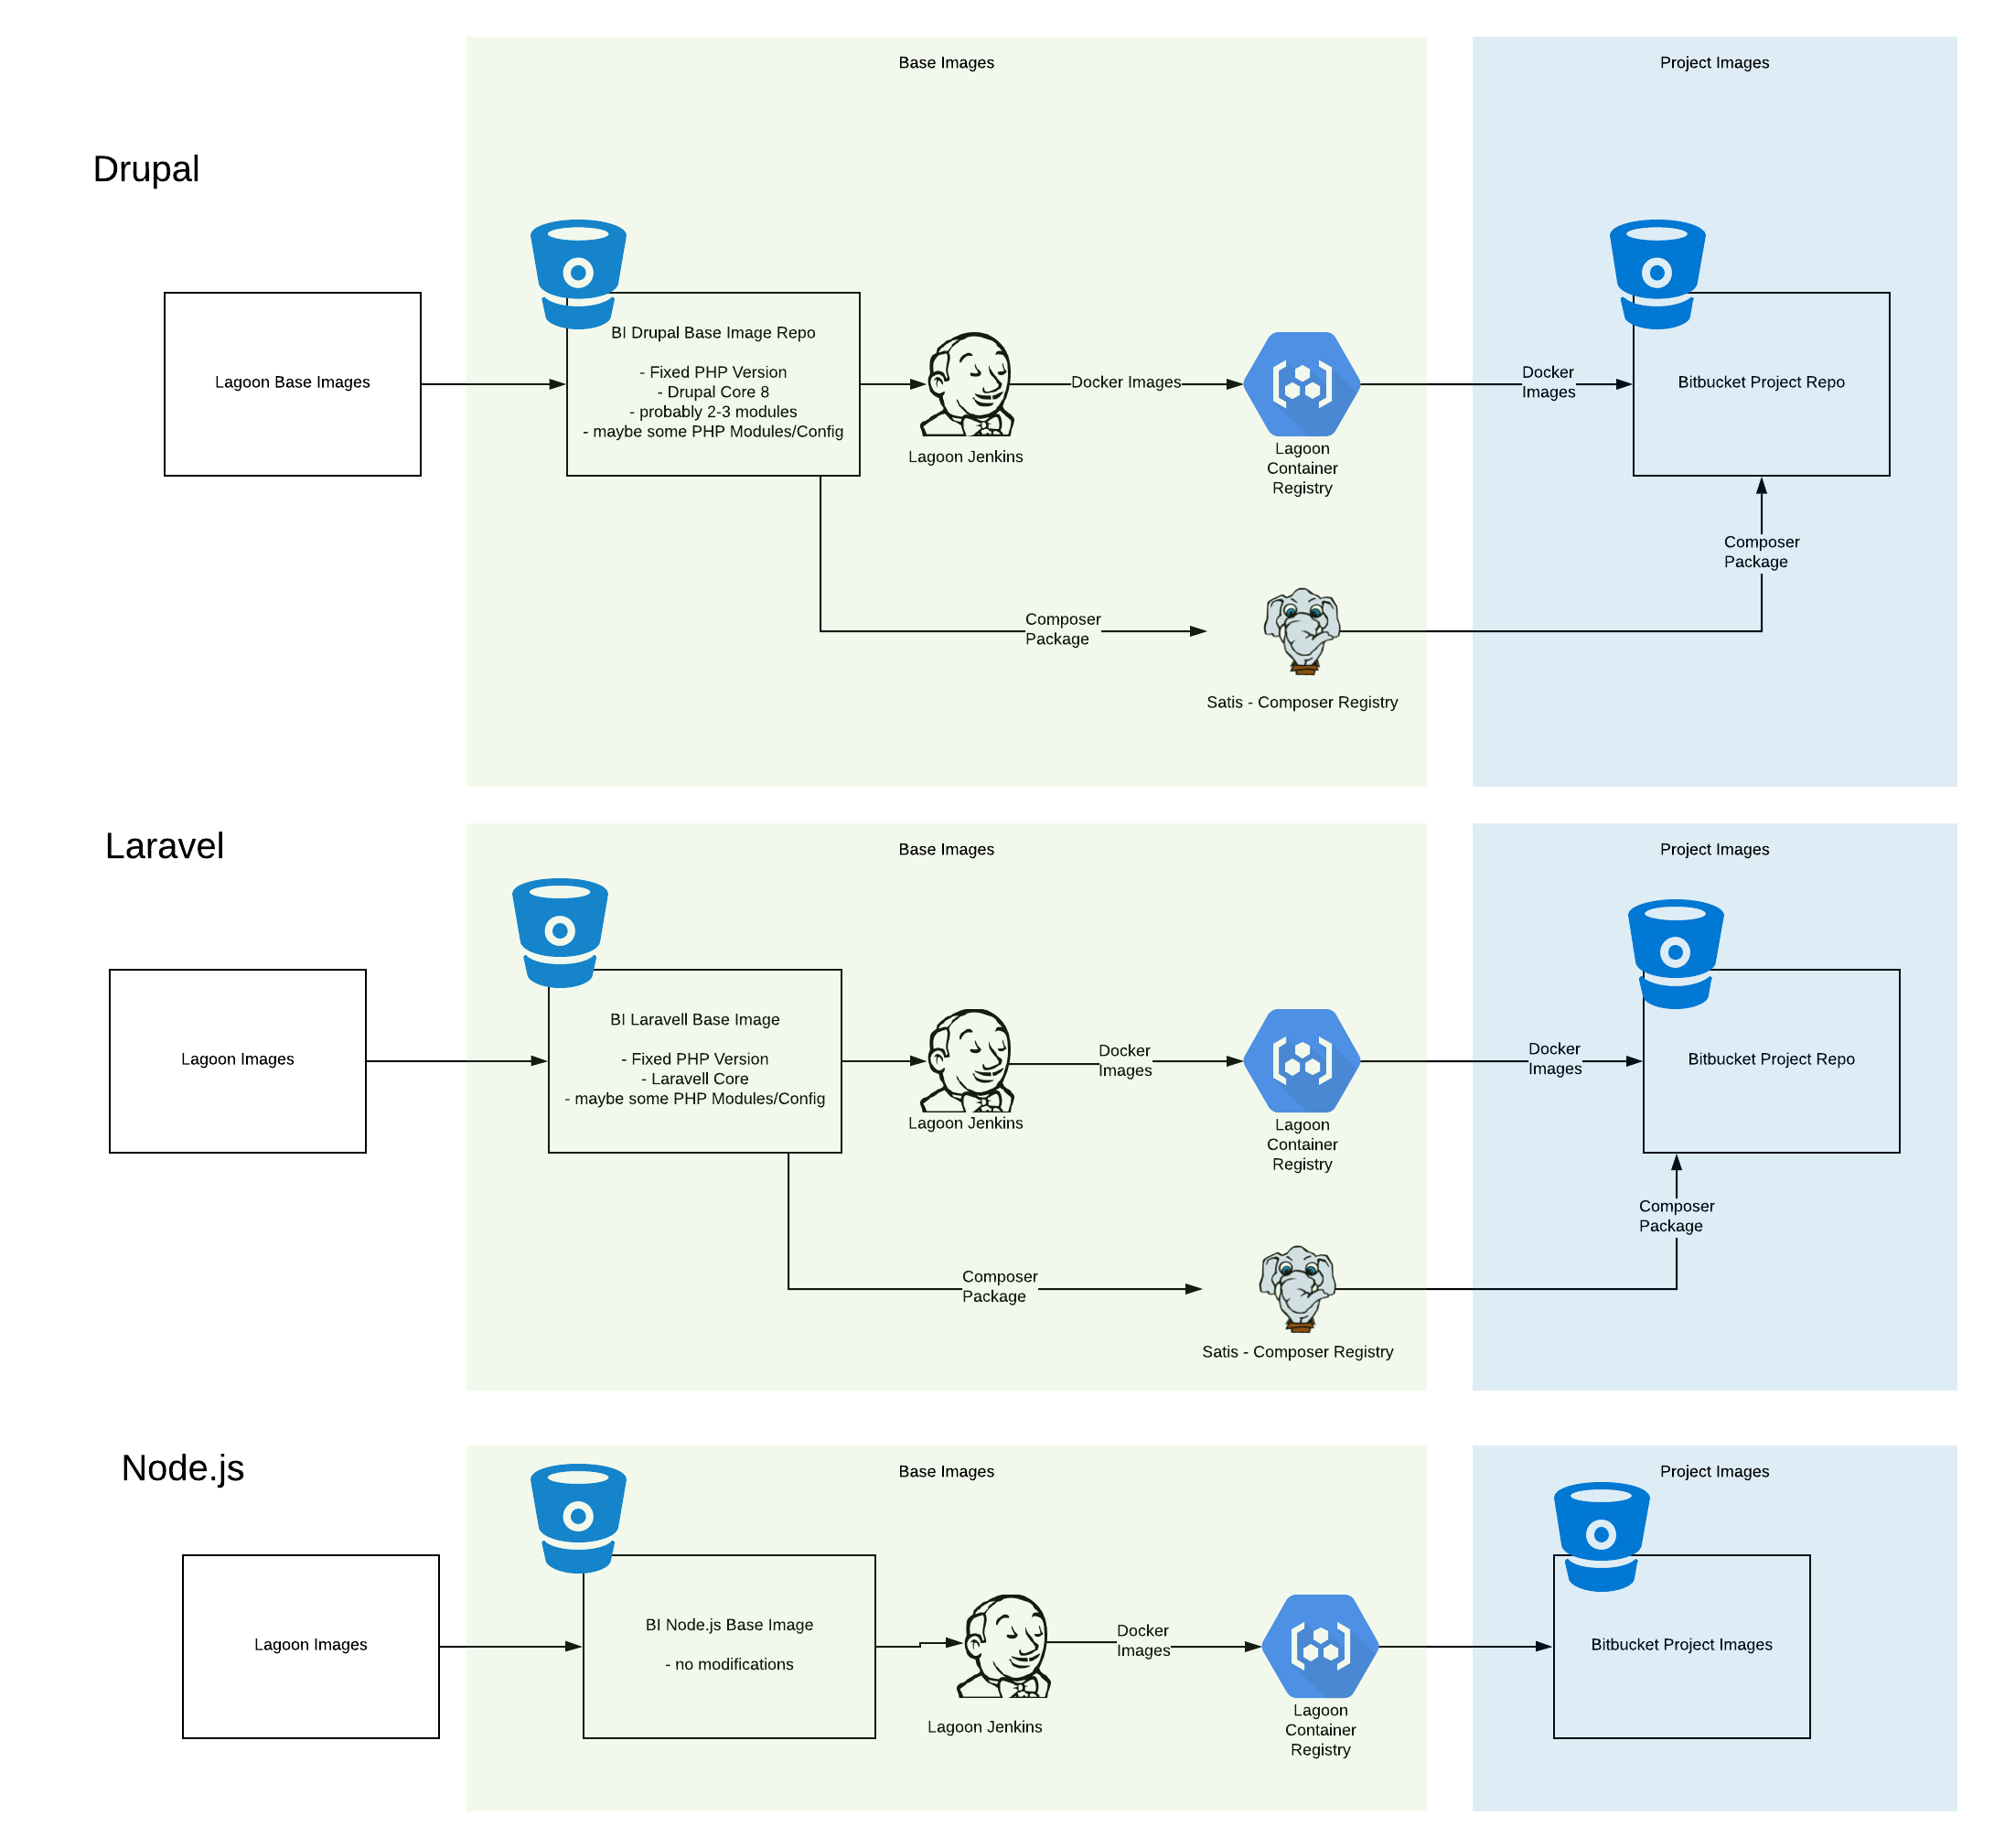 Drupal
Base Images
Project Images
Lagoon Base Images
BI Drupal Base Image Repo
- Fixed PHP Version
- Drupal Core 8
- probably 2-3 modules
- maybe some PHP Modules/Config
Lagoon Jenkins
Docker Images
Lagoon
Container
Registry
Docker
Images
Bitbucket Project Repo
Composer
Package
Satis - Composer Registry
Composer
Package
Laravel
Base Images
Project Images
Lagoon Images
BI Laravell Base Image
- Fixed PHP Version
- Laravell Core
- maybe some PHP Modules/Config
Lagoon Jenkins
Docker
Images
Lagoon
Container
Registry
Docker
Images
Bitbucket Project Repo
Composer
Package
Satis - Composer Registry
Composer
Package
Node.js
Base Images
Project Images
Lagoon Images
BI Node.js Base Image
- no modifications
Lagoon Jenkins
Docker
Images
Lagoon
Container
Registry
Bitbucket Project Images